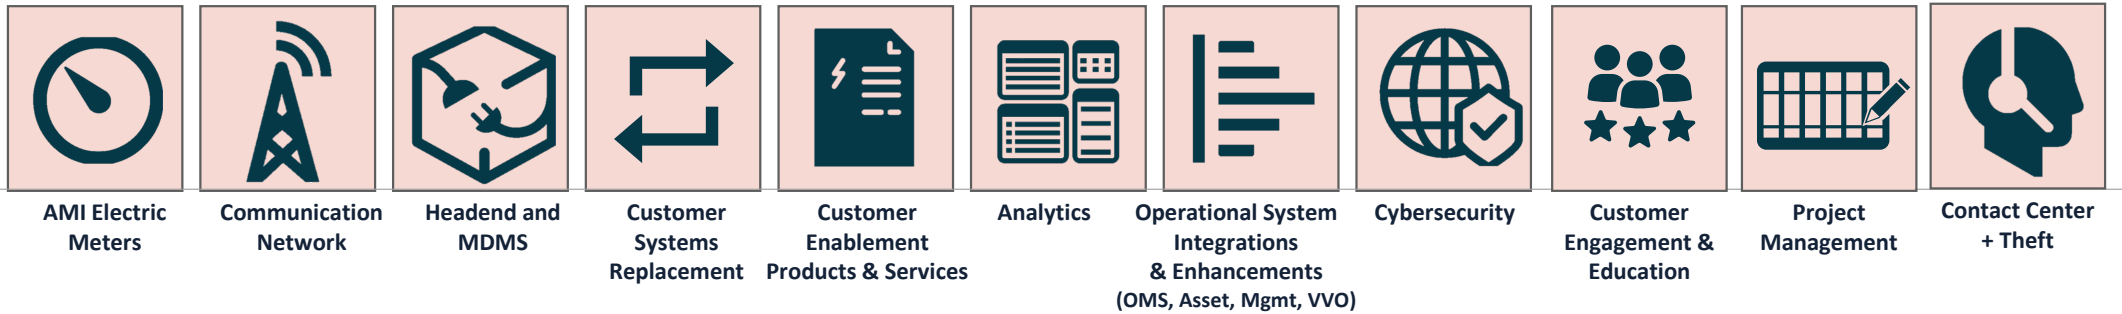 AMI Electric
Meters
Communication
Network
Headend and
MDMS
Customer
Systems
Replacement
Customer
Enablement
Products & Services
Analytics
Operational System
Integrations
& Enhancements
(OMS, Asset, Mgmt, VVO)
Cybersecurity
Customer
Engagement &
Education
Project
Management
Contact Center
+ Theft